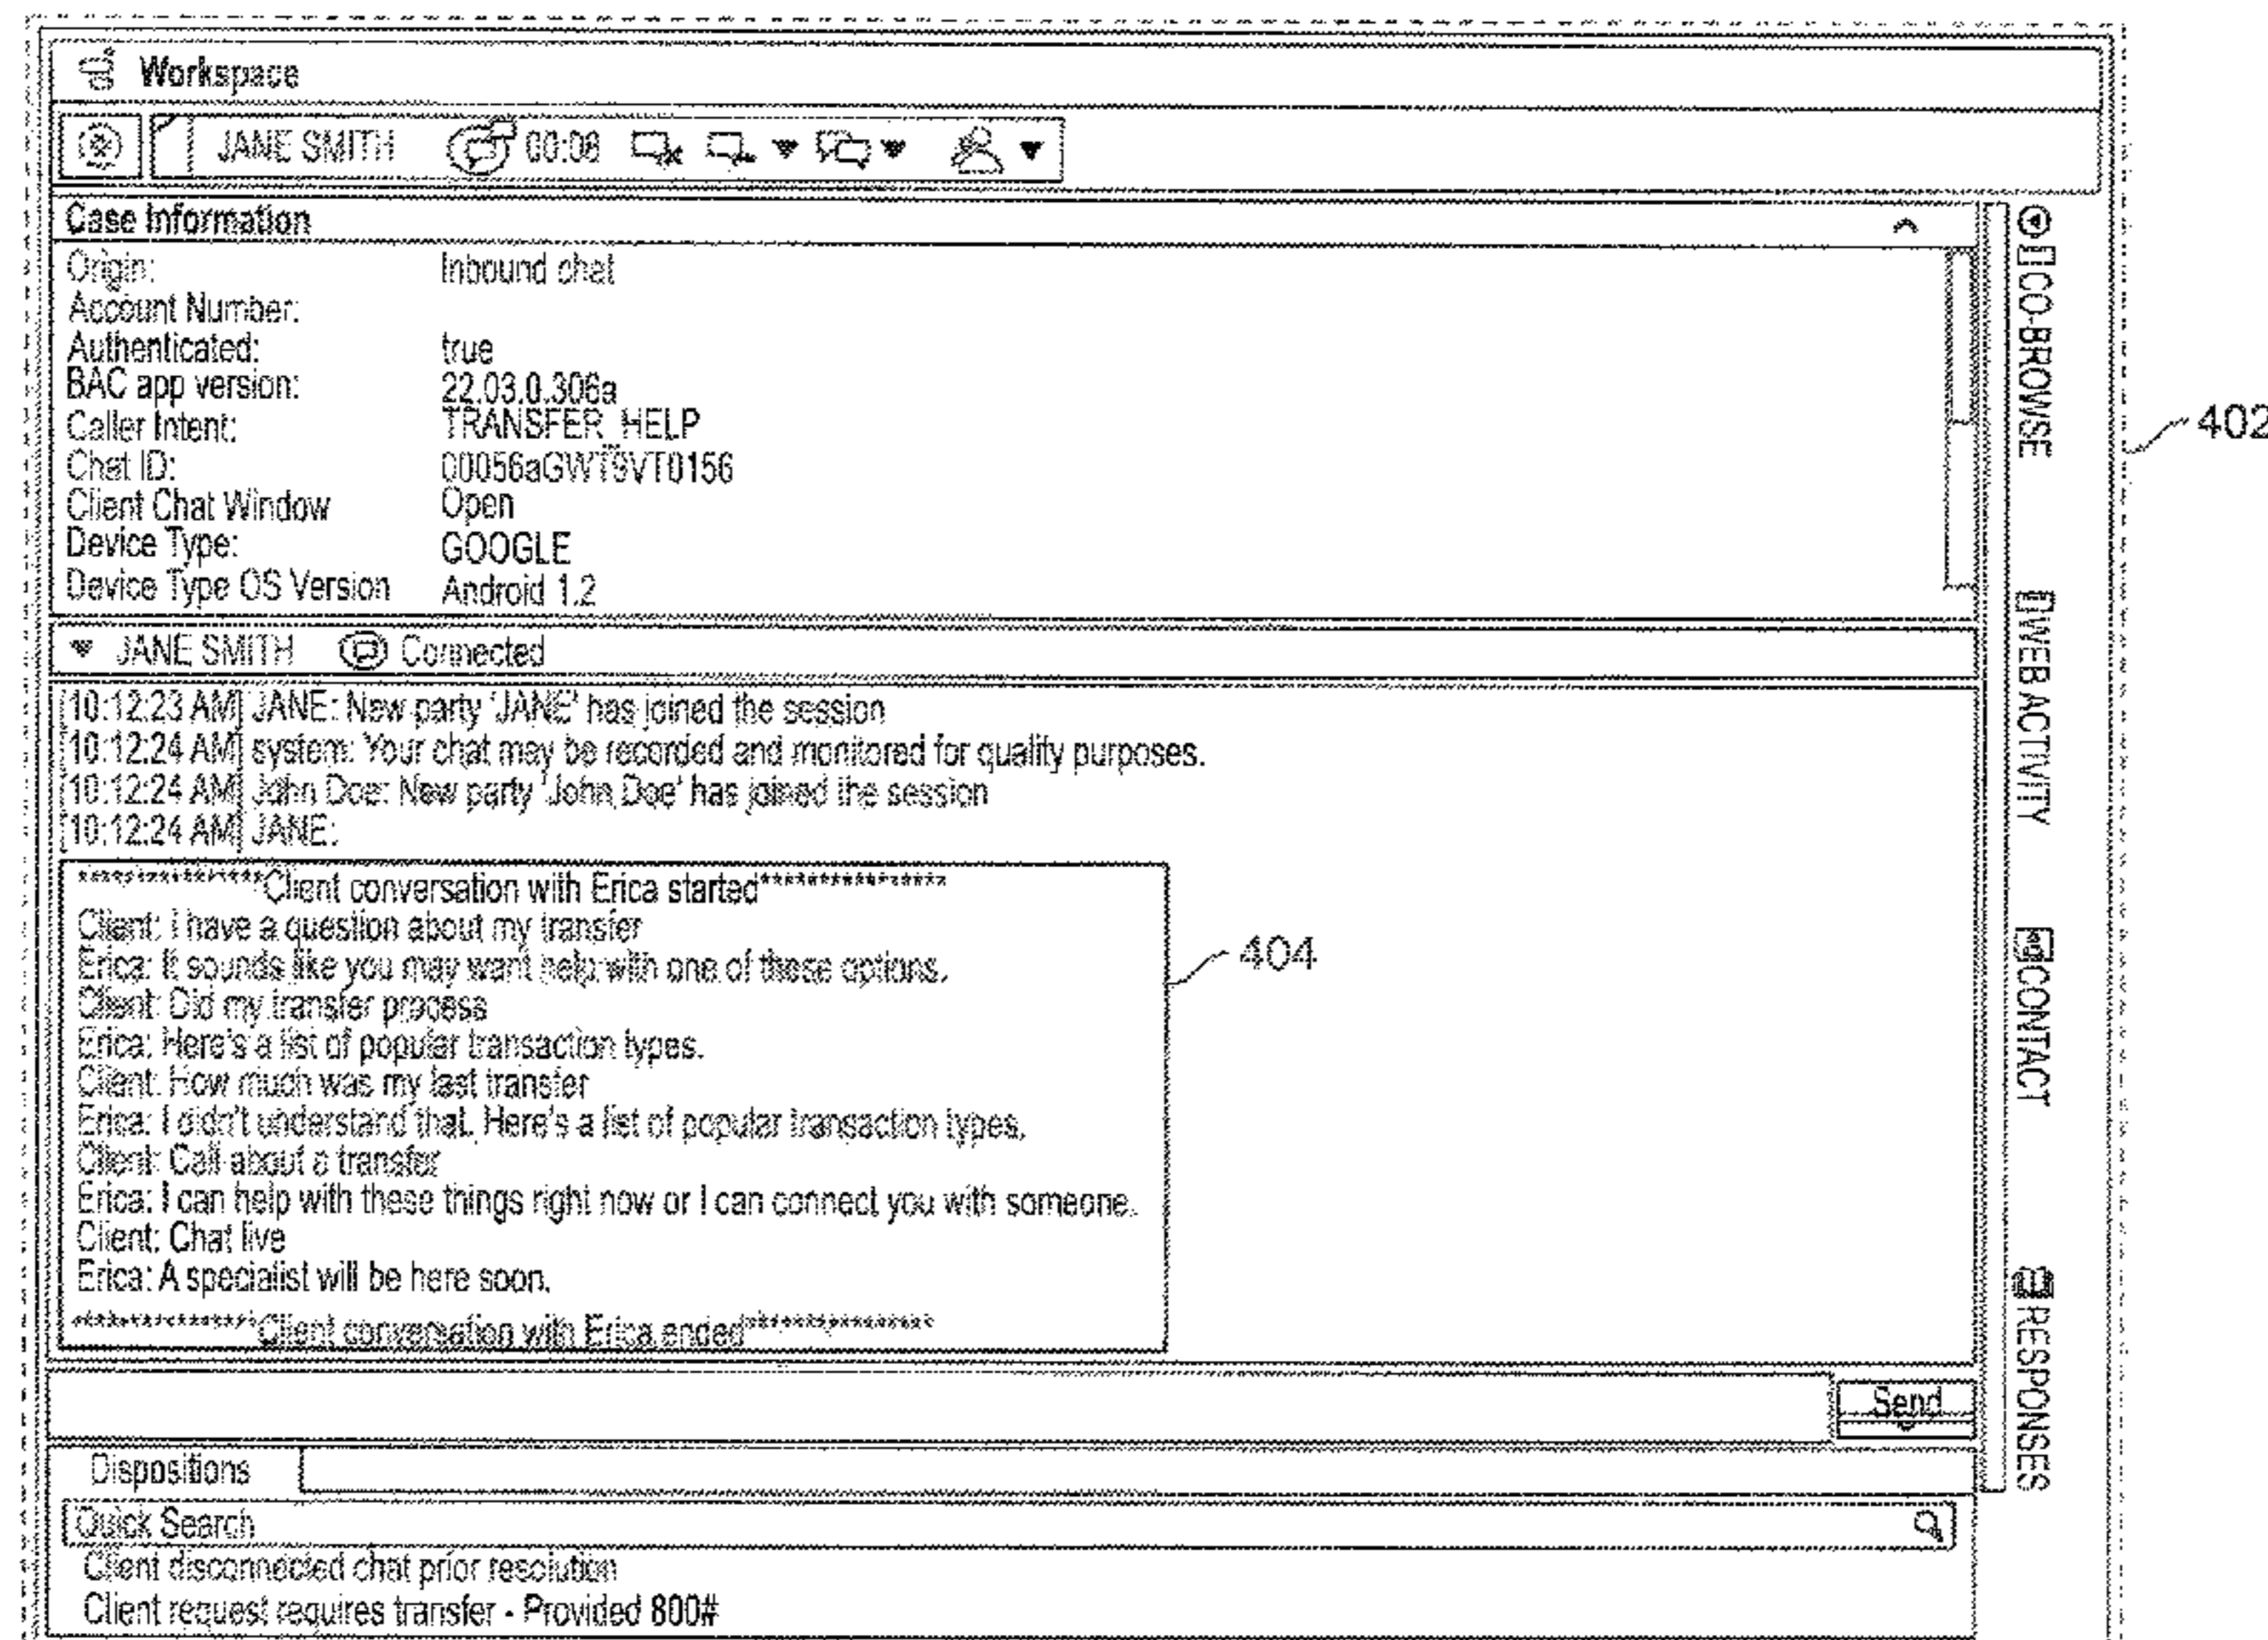 Workspace
JANE SMITH 00:08
Case Information
Origin: Inbound chat
Account Number:
Authenticated: true
BAC app version: 22.03.0.306a
Caller Intent: TRANSFER_HELP
Chat ID: 00056aGWT9VT0156
Client Chat Window Open
Device Type: GOOGLE
Device Type OS Version Android 1.2
JANE SMITH Connected
[10:12:23 AM] JANE: New party 'JANE' has joined the session
[10:12:24 AM] system: Your chat may be recorded and monitored for quality purposes.
[10:12:24 AM] John Doe: New party 'John Doe' has joined the session
[10:12:24 AM] JANE:
****************Client conversation with Erica started****************
Client: I have a question about my transfer
Erica: It sounds like you may want help with one of these options.
Client: Did my transfer process
Erica: Here's a list of popular transaction types.
Client: How much was my last transfer
Erica: I didn't understand that. Here's a list of popular transaction types.
Client: Call about a transfer
Erica: I can help with these things right now or I can connect you with someone.
Client: Chat live
Erica: A specialist will be here soon.
****************Client conversation with Erica ended****************
Send
Dispositions
Quick Search
Client disconnected chat prior resolution
Client request requires transfer - Provided 800#
CO-BROWSE
WEB ACTIVITY
CONTACT
RESPONSES
402
404